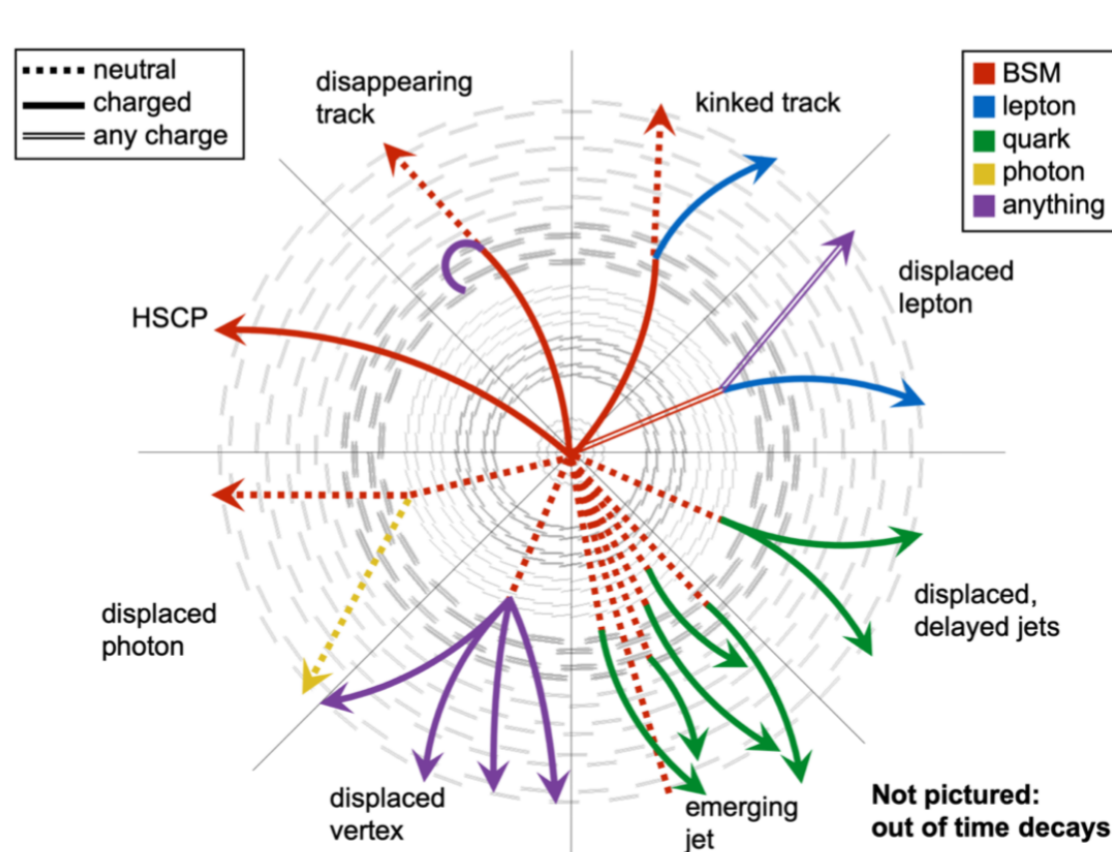 neutral
charged
any charge
disappearing
track
kinked track
BSM
lepton
quark
photon
anything
displaced
lepton
HSCP
displaced
photon
displaced,
delayed jets
displaced
vertex
emerging
jet
Not pictured:
out of time decays